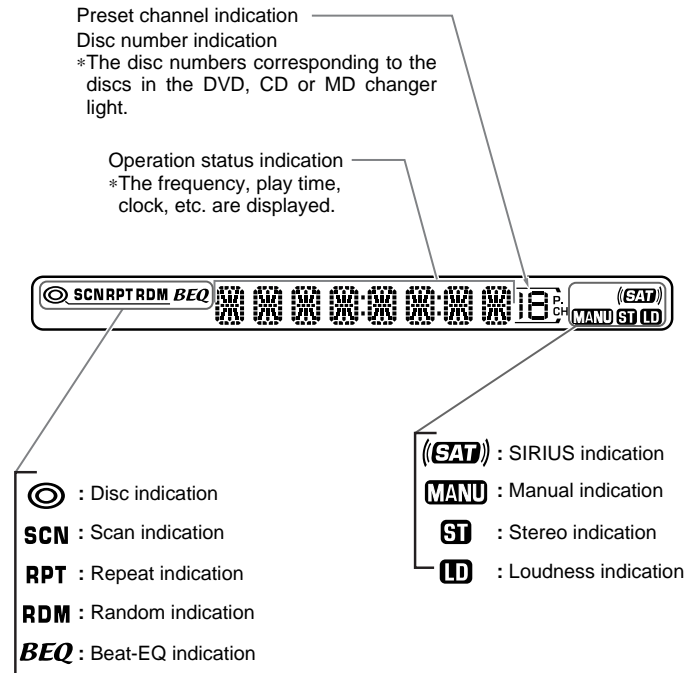 Preset channel indication
Disc number indication
*The disc numbers corresponding to the
discs in the DVD, CD or MD changer
light.
Operation status indication
*The frequency, play time,
clock, etc. are displayed.
SCN RPT RDM BEQ 18 P.CH ((SAT))
MANU ST LD
((SAT)) : SIRIUS indication
MANU : Manual indication
ST : Stereo indication
LD : Loudness indication
: Disc indication
SCN : Scan indication
RPT : Repeat indication
RDM : Random indication
BEQ : Beat-EQ indication